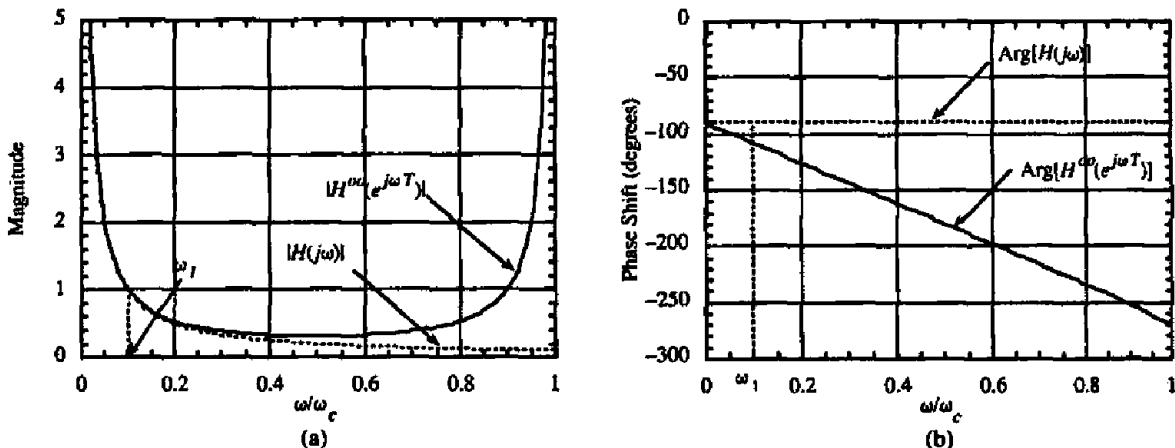 5
4
3
2
1
0
Magnitude
|H^oo(e^jωT)|
|H(jω)|
ω_I
0
0.2
0.4
0.6
0.8
1
ω/ω_c
(a)
0
−50
−100
−150
−200
−250
−300
Phase Shift (degrees)
Arg[H(jω)]
Arg[H^oo(e^jωT)]
0
ω_1
0.2
0.4
0.6
0.8
1
ω/ω_c
(b)